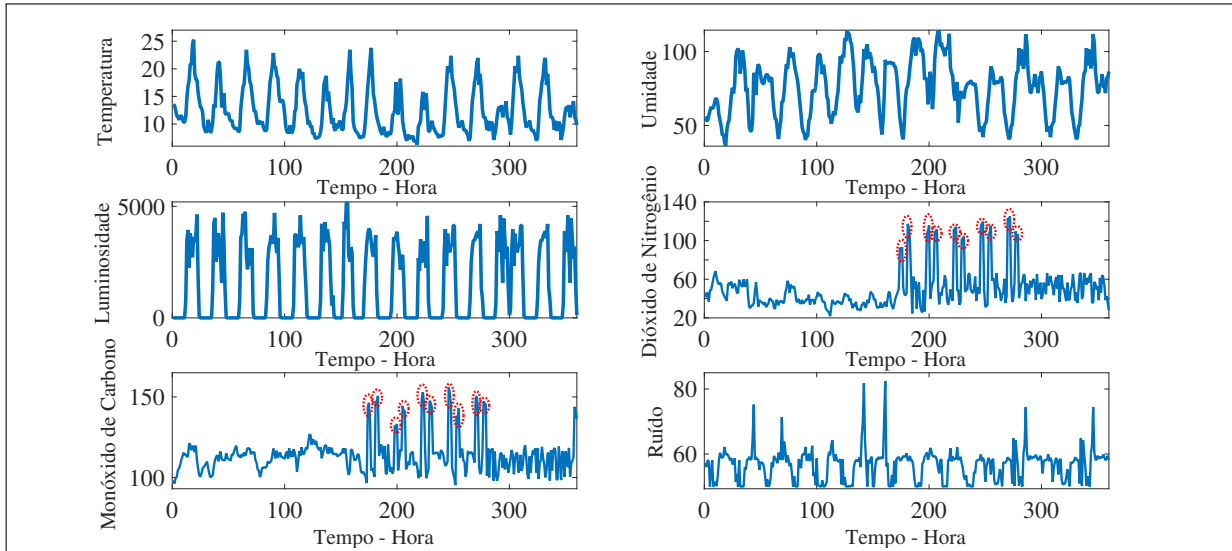 Temperatura
25
20
15
10
0 100 200 300
Tempo - Hora
Umidade
100
50
0 100 200 300
Tempo - Hora
Luminosidade
5000
0
0 100 200 300
Tempo - Hora
Dióxido de Nitrogênio
140
100
60
20
0 100 200 300
Tempo - Hora
Monóxido de Carbono
150
100
0 100 200 300
Tempo - Hora
Ruído
80
60
0 100 200 300
Tempo - Hora